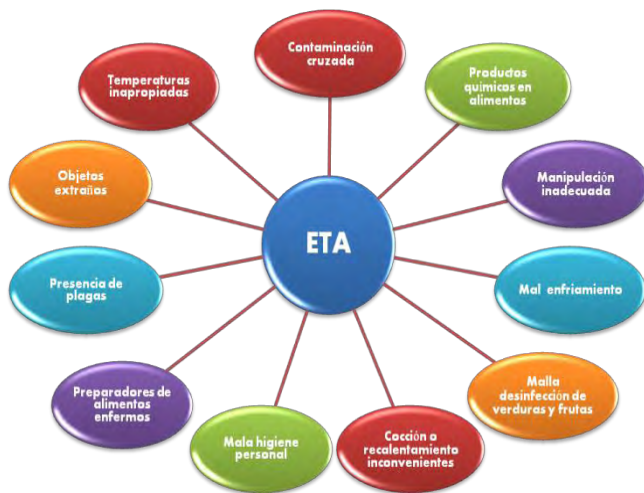 Contaminación
cruzada
Productos
químicos en
alimentos
Manipulación
inadecuada
Mal enfriamiento
Malla
desinfección de
verduras y frutas
Cocción o
recalentamiento
inconvenientes
Mala higiene
personal
Preparadores de
alimentos
enfermos
Presencia de
plagas
Objetos
extraños
Temperaturas
inapropiadas
ETA